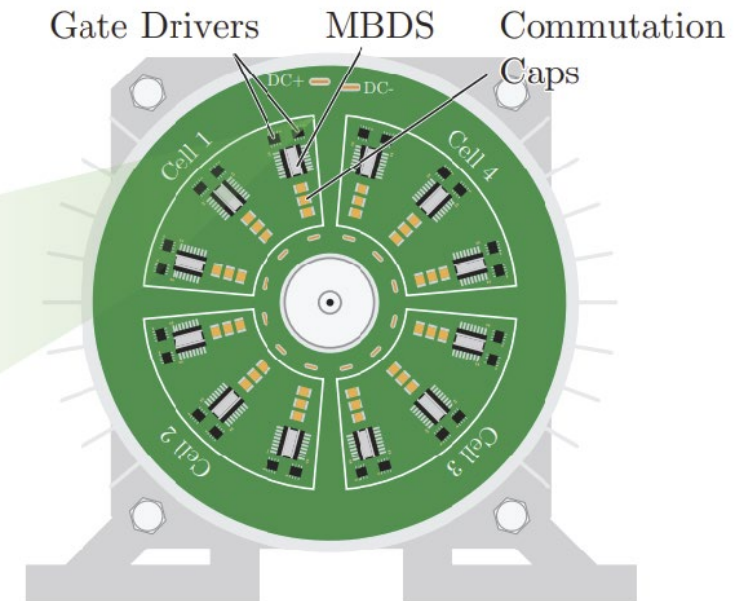 Gate Drivers MBDS Commutation
Caps
DC+ DC-
Cell 1
Cell 4
Cell 2
Cell 3